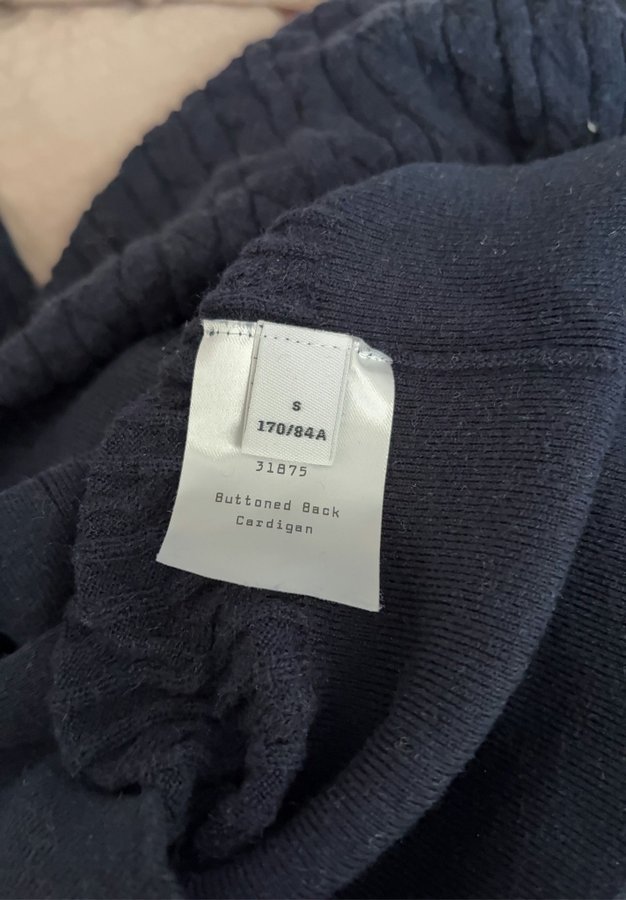 S
170/84A
31875
Buttoned Back
Cardigan